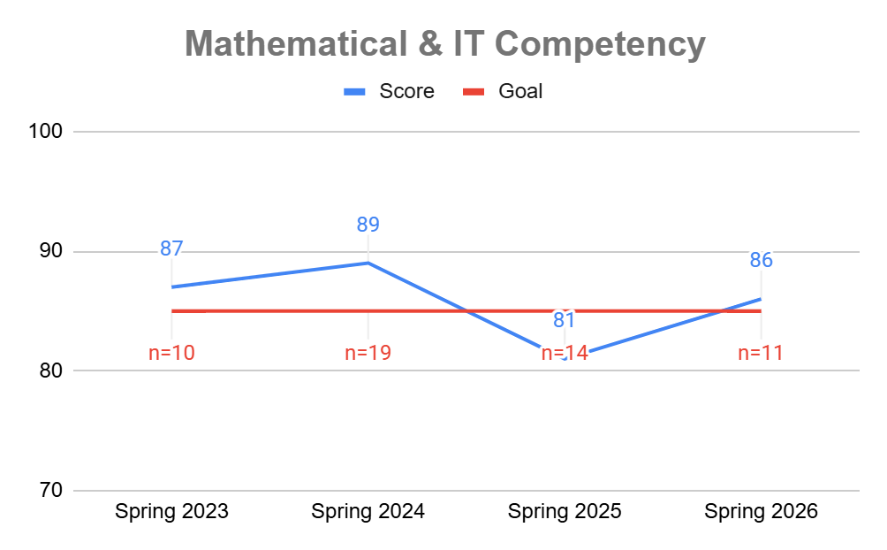 Mathematical & IT Competency
Score Goal
100
90
80
70
87
89
81
86
n=10
n=19
n=14
n=11
Spring 2023
Spring 2024
Spring 2025
Spring 2026